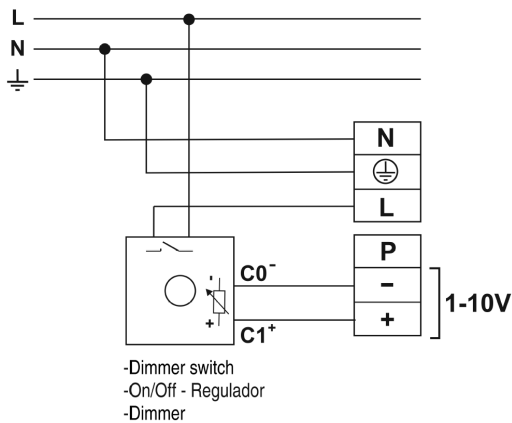 L
N
N
L
P
C0⁻
−
1-10V
+
C1⁺
-
+
-Dimmer switch
-On/Off - Regulador
-Dimmer